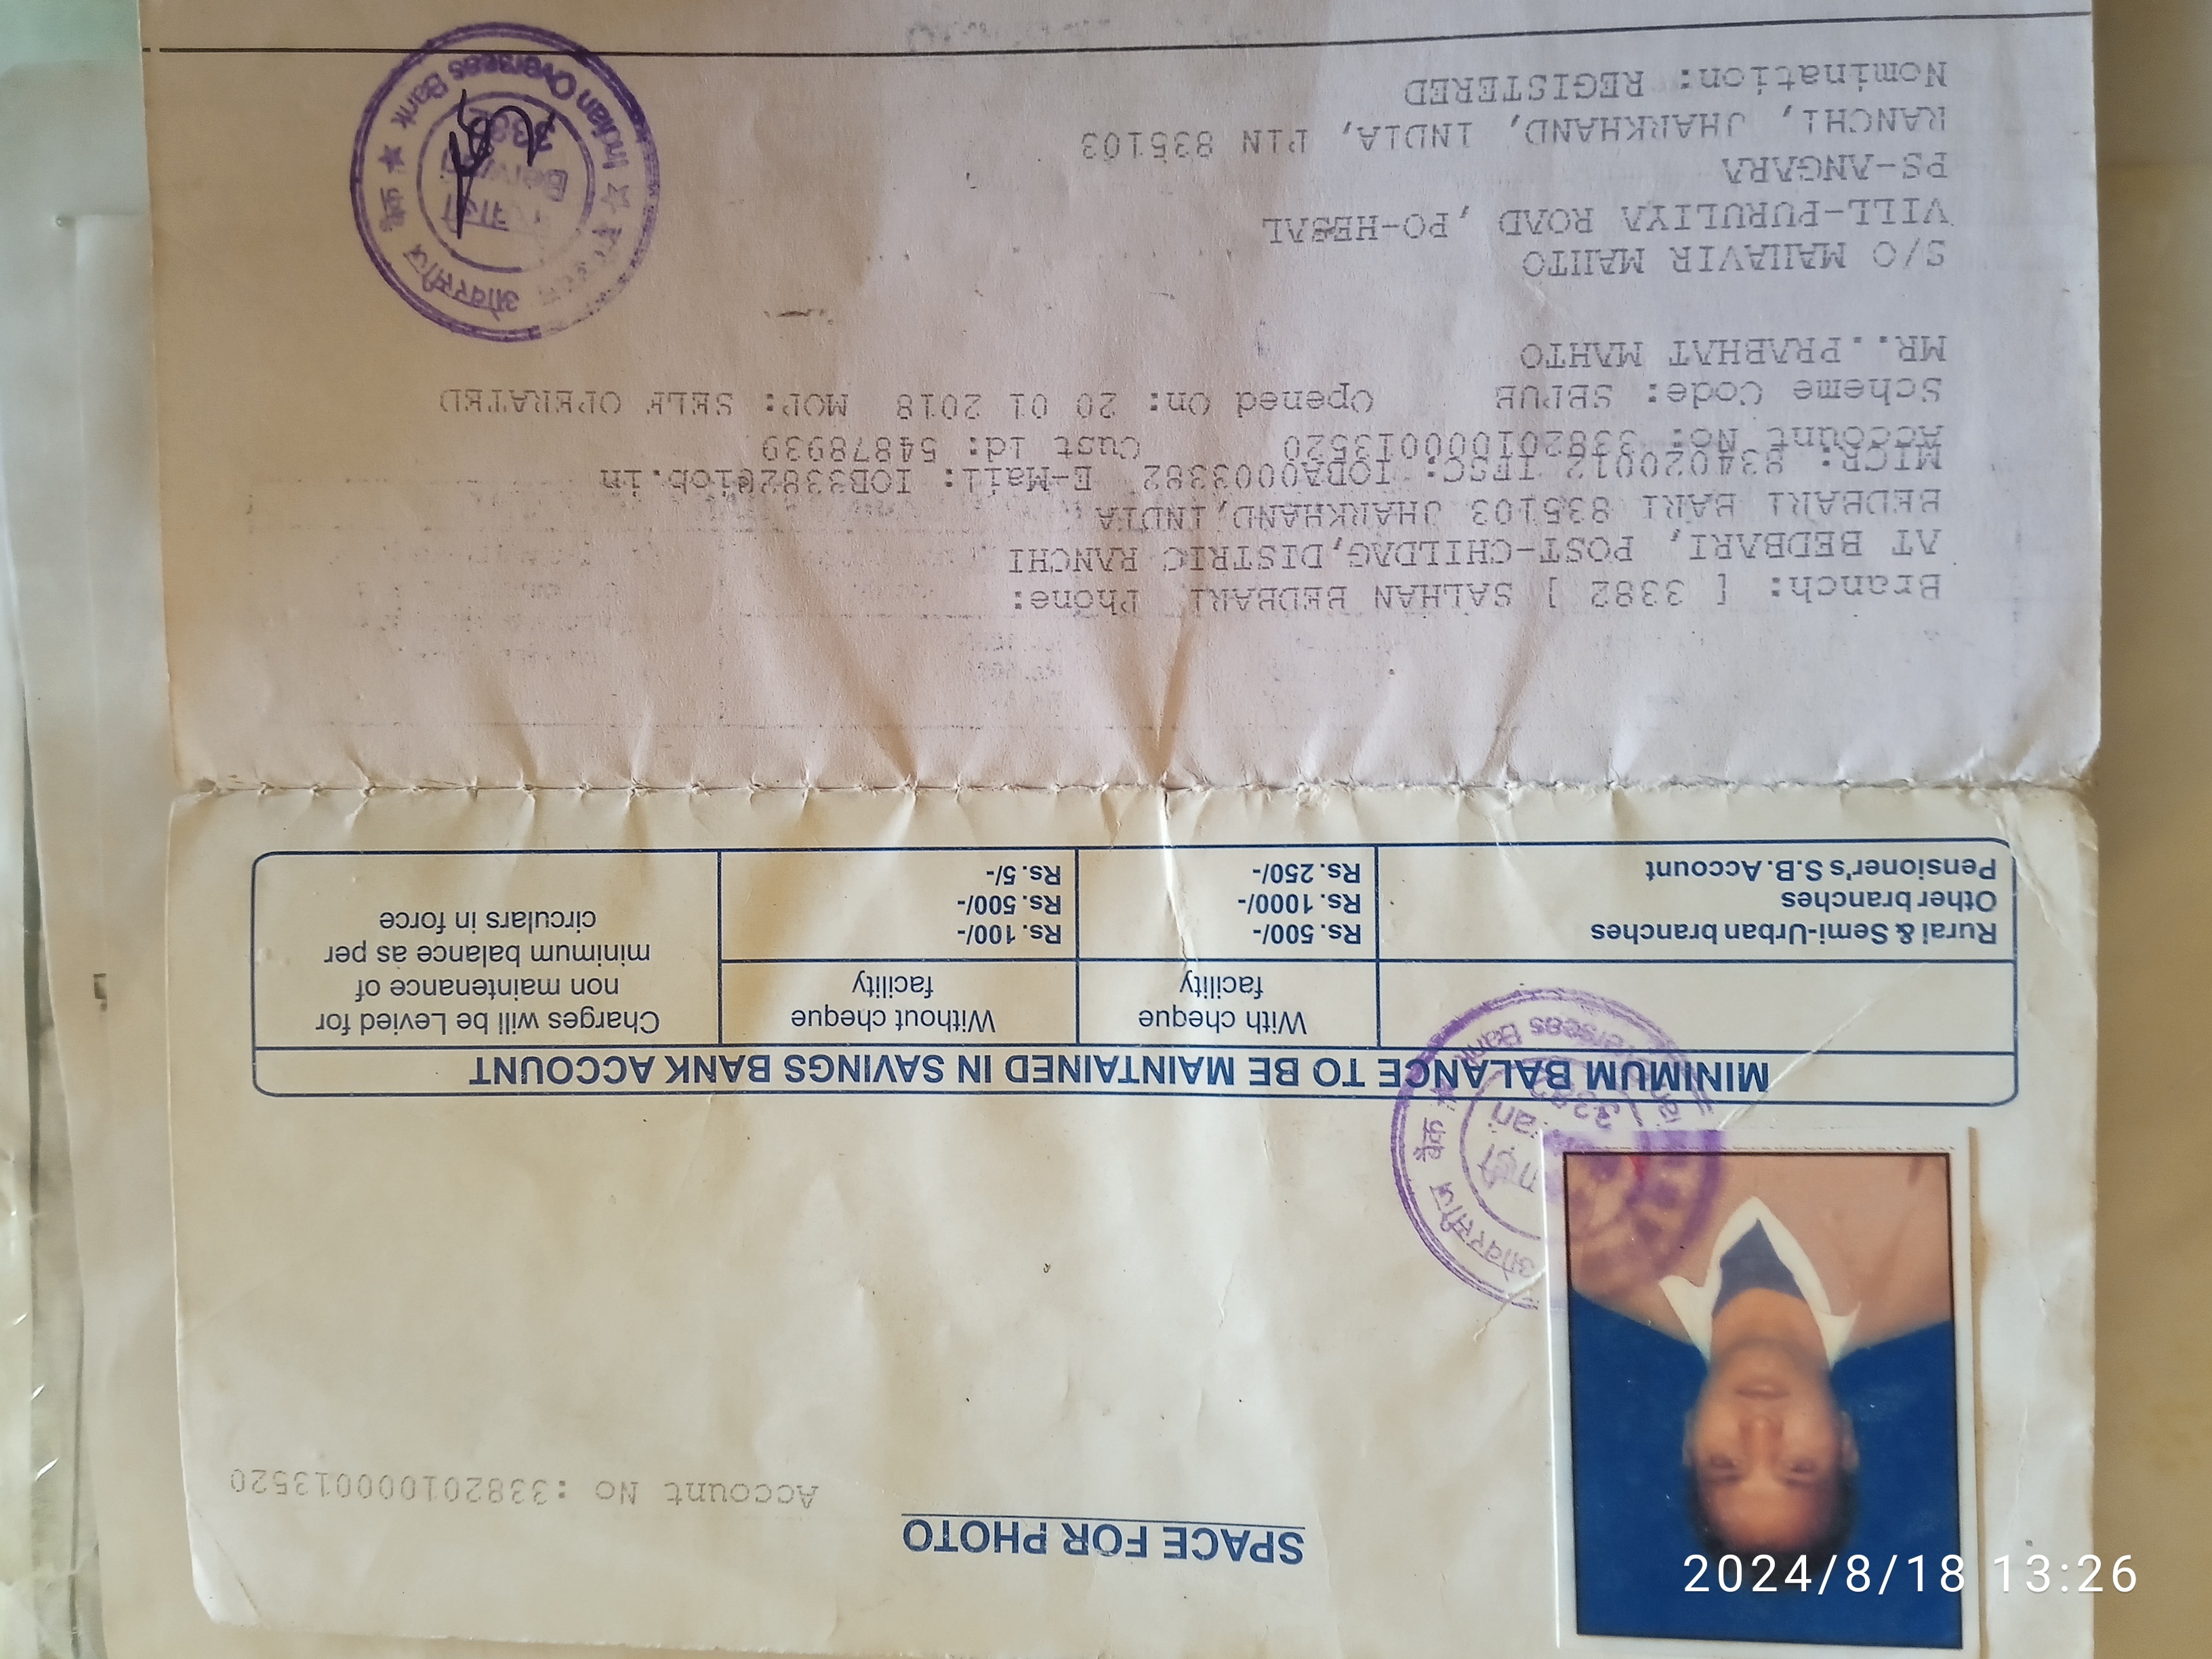 SPACE FOR PHOTO
Account No :338201000013520
ओवरसीज बैंक ★
Overseas Bank
3382
MINIMUM BALANCE TO BE MAINTAINED IN SAVINGS BANK ACCOUNT
With cheque facility
Without cheque facility
Charges will be Levied for
non maintenance of
minimum balance as per
circulars in force
Rural & Semi-Urban branches Rs. 500/- Rs. 100/-
Other branches Rs. 1000/- Rs. 500/-
Pensioner's S.B. Account Rs. 250/- Rs. 5/-
Branch: [ 3382 ] SALHAN BEDBARI Phone:
AT BEDBARI, POST-CHILDAG,DISTRIC RANCHI
BEDBARI BARI 835103 JHARKHAND,INDIA
MICR: 834020012 IFSC: IOBA0003382 E-Mail: IOB3382@iob.in
Account No: 338201000013520 Cust id: 54878939
Scheme Code: SBPUB Opened On: 20 01 2018 MOP: SELF OPERATED
MR..PRABHAT MAHTO
S/O MAHAVIR MAHTO
VILL-PURULIYA ROAD ,PO-HESAL
PS-ANGARA
RANCHI, JHARKHAND, INDIA, PIN 835103
Nomination: REGISTERED
ओवरसीज बैंक ★
★ Indian Overseas Bank
2024/8/18 13:26